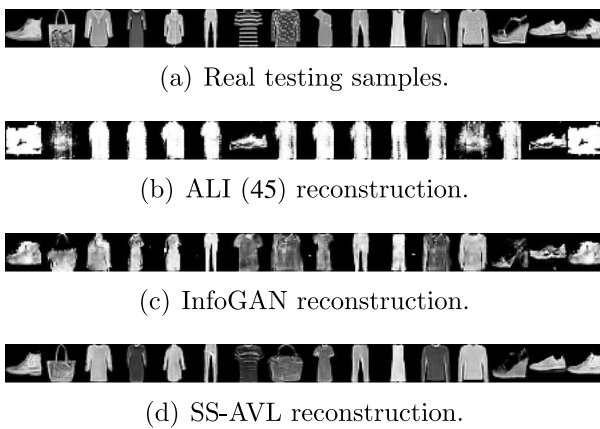 (a) Real testing samples.
(b) ALI (45) reconstruction.
(c) InfoGAN reconstruction.
(d) SS-AVL reconstruction.